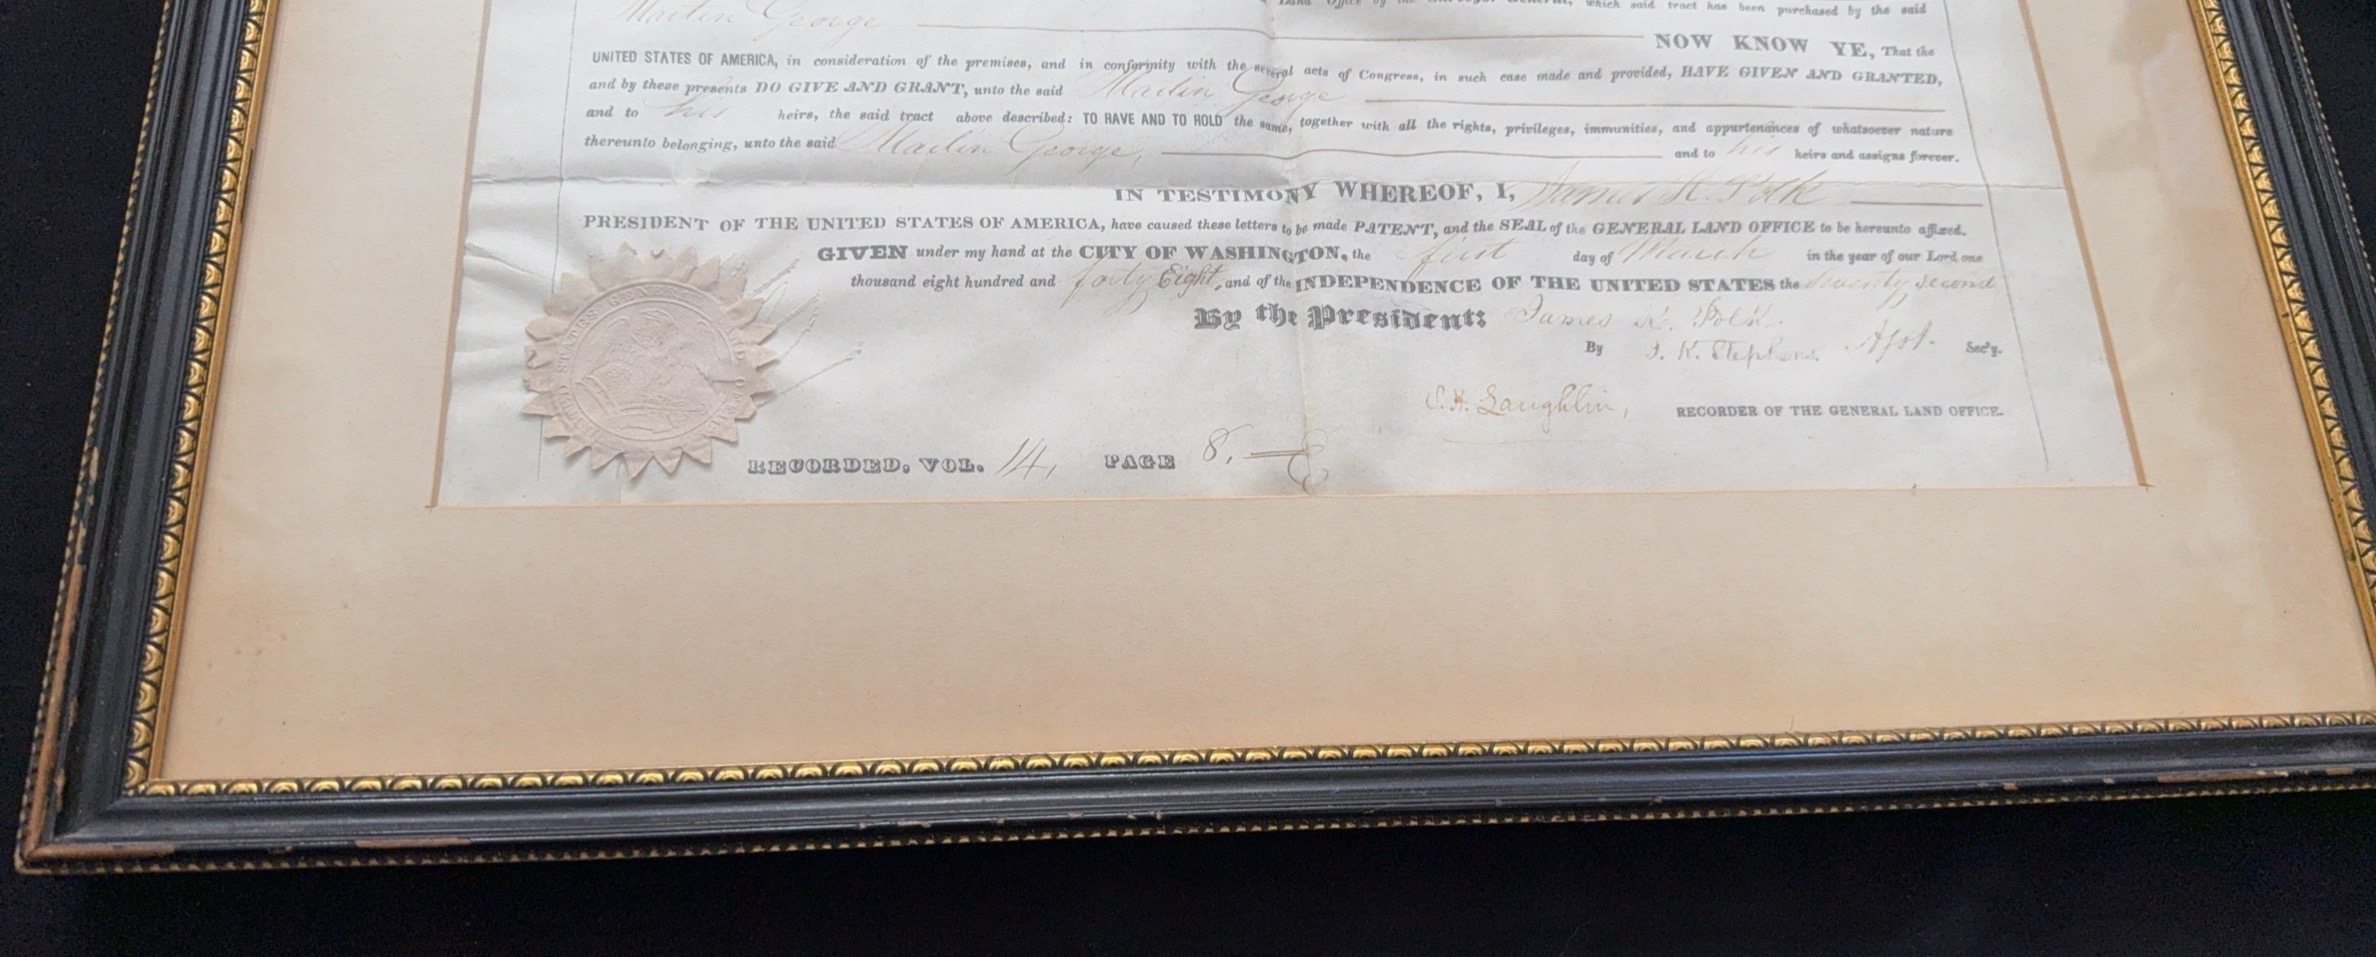 Land Office by the Surveyor General, which said tract has been purchased by the said
Martin George
NOW KNOW YE, That the
UNITED STATES OF AMERICA, in consideration of the premises, and in conformity with the several acts of Congress, in such case made and provided, HAVE GIVEN AND GRANTED,
and by these presents DO GIVE AND GRANT, unto the said Martin George
and to his heirs, the said tract above described: TO HAVE AND TO HOLD the same, together with all the rights, privileges, immunities, and appurtenances of whatsoever nature
thereunto belonging, unto the said Martin George, and to his heirs and assigns forever.
IN TESTIMONY WHEREOF, I, James K. Polk
PRESIDENT OF THE UNITED STATES OF AMERICA, have caused these letters to be made PATENT, and the SEAL of the GENERAL LAND OFFICE to be hereunto affixed.
GIVEN under my hand at the CITY OF WASHINGTON, the first day of March in the year of our Lord one
thousand eight hundred and forty Eight, and of the INDEPENDENCE OF THE UNITED STATES the Seventy second
By the President: James K. Polk.
By J. K. Stephens. Asst. Sec'y.
S. H. Laughlin, RECORDER OF THE GENERAL LAND OFFICE.
RECORDED, VOL. 14, PAGE 8.